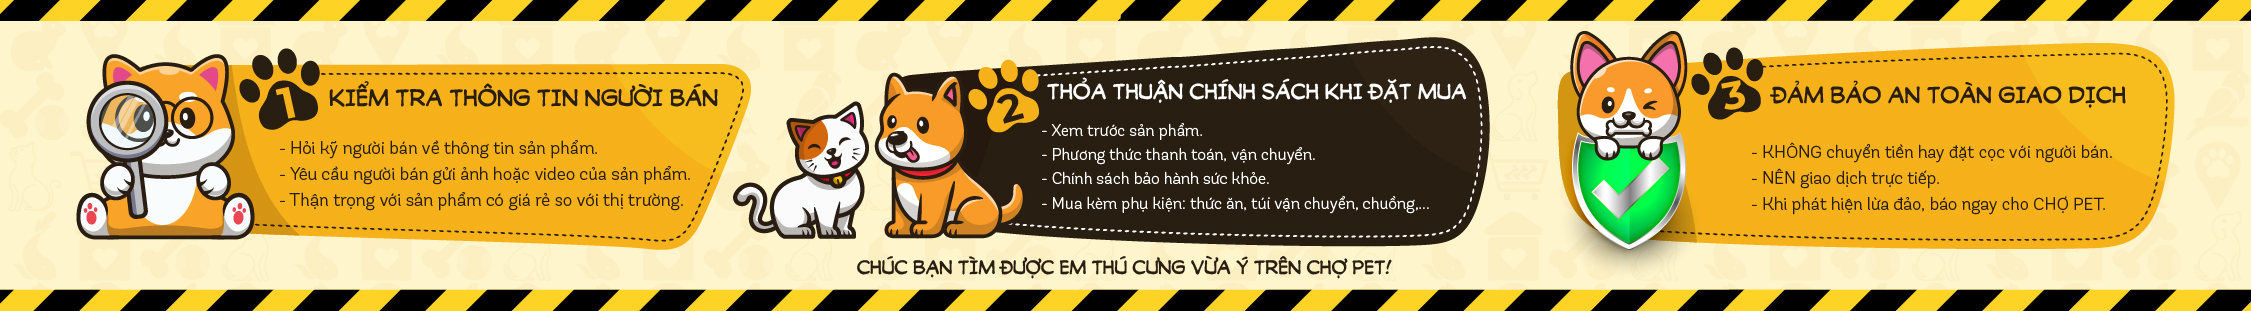 1 KIỂM TRA THÔNG TIN NGƯỜI BÁN
- Hỏi kỹ người bán về thông tin sản phẩm.
- Yêu cầu người bán gửi ảnh hoặc video của sản phẩm.
- Thận trọng với sản phẩm có giá rẻ so với thị trường.
2 THỎA THUẬN CHÍNH SÁCH KHI ĐẶT MUA
- Xem trước sản phẩm.
- Phương thức thanh toán, vận chuyển.
- Chính sách bảo hành sức khỏe.
- Mua kèm phụ kiện: thức ăn, túi vận chuyển, chuồng,...
3 ĐẢM BẢO AN TOÀN GIAO DỊCH
- KHÔNG chuyển tiền hay đặt cọc với người bán.
- NÊN giao dịch trực tiếp.
- Khi phát hiện lừa đảo, báo ngay cho CHỢ PET.
CHÚC BẠN TÌM ĐƯỢC EM THÚ CƯNG VỪA Ý TRÊN CHỢ PET!